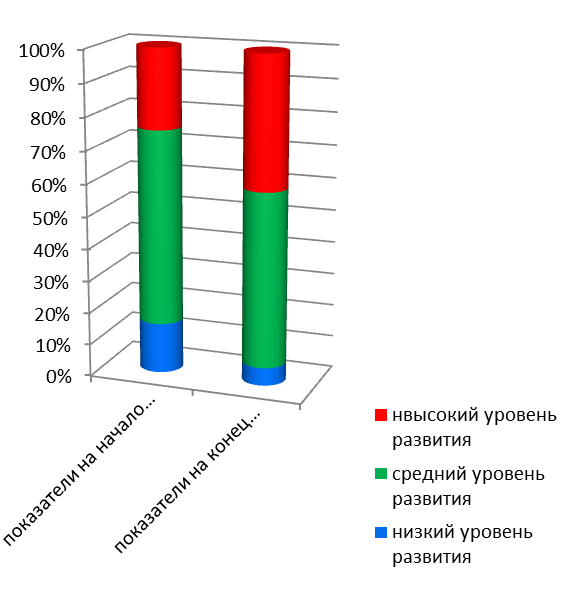 100%
90%
80%
70%
60%
50%
40%
30%
20%
10%
0%
показатели на начало...
показатели на конец...
нвысокий уровень
развития
средний уровень
развития
низкий уровень
развития